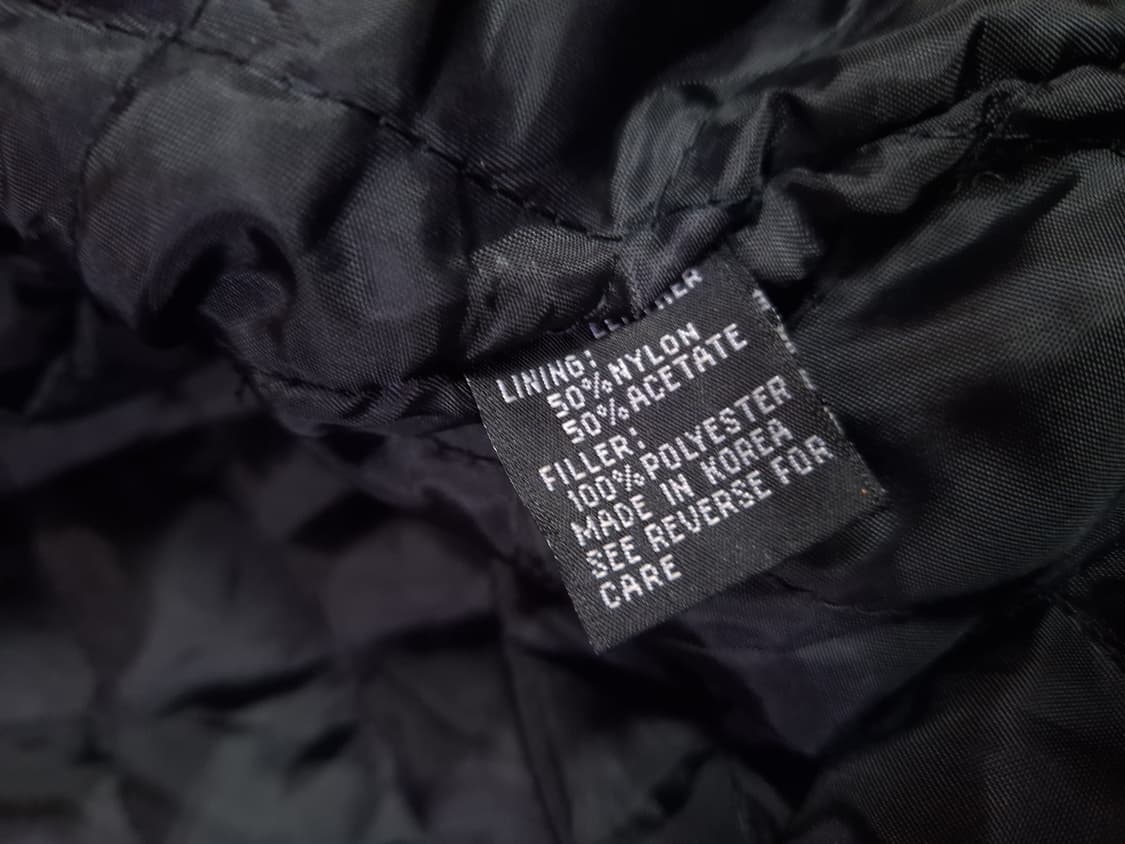 LINING:
50%NYLON
50%ACETATE
FILLER:
100%POLYESTER
MADE IN KOREA
SEE REVERSE FOR
CARE